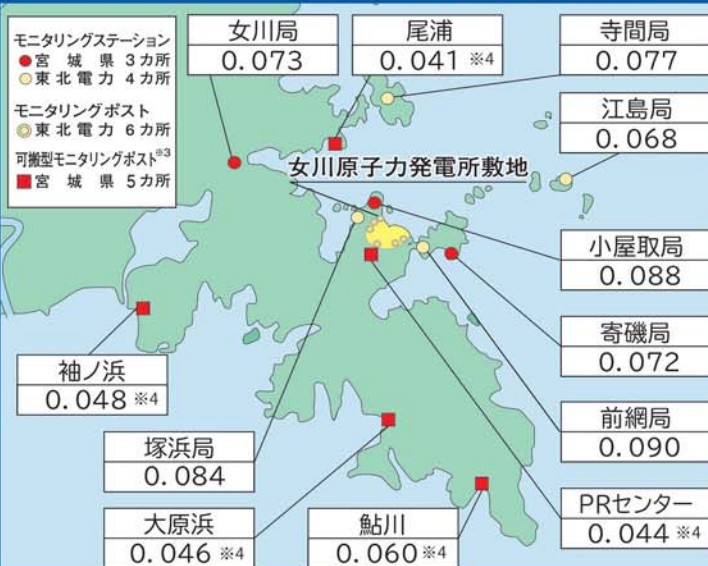 モニタリングステーション
●宮城県 3カ所
○東北電力 4カ所
モニタリングポスト
◎東北電力 6カ所
可搬型モニタリングポスト※3
■宮城県 5カ所
女川局
0.073
尾浦
0.041 ※4
寺間局
0.077
江島局
0.068
女川原子力発電所敷地
小屋取局
0.088
寄磯局
0.072
袖ノ浜
0.048 ※4
前網局
0.090
塚浜局
0.084
PRセンター
0.044 ※4
大原浜
0.046 ※4
鮎川
0.060 ※4